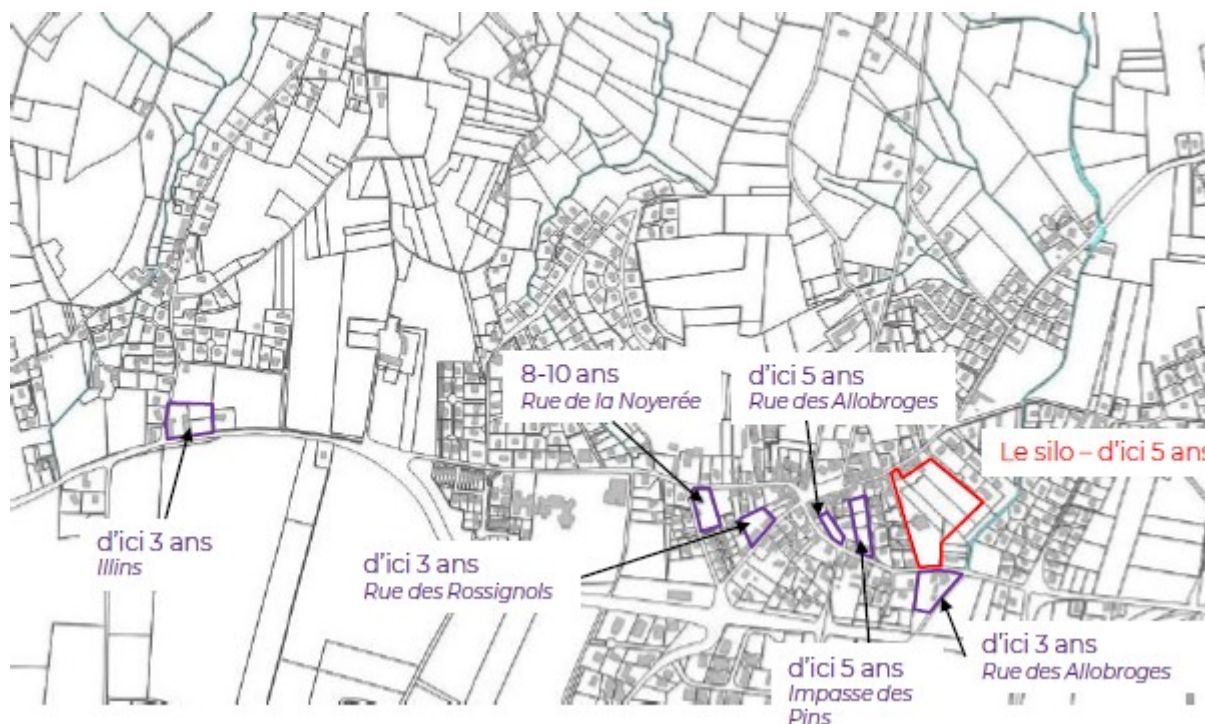 8-10 ans
Rue de la Noyerée
d'ici 5 ans
Rue des Allobroges
Le silo – d'ici 5 ans
d'ici 3 ans
Illins
d'ici 3 ans
Rue des Rossignols
d'ici 5 ans
Impasse des
Pins
d'ici 3 ans
Rue des Allobroges